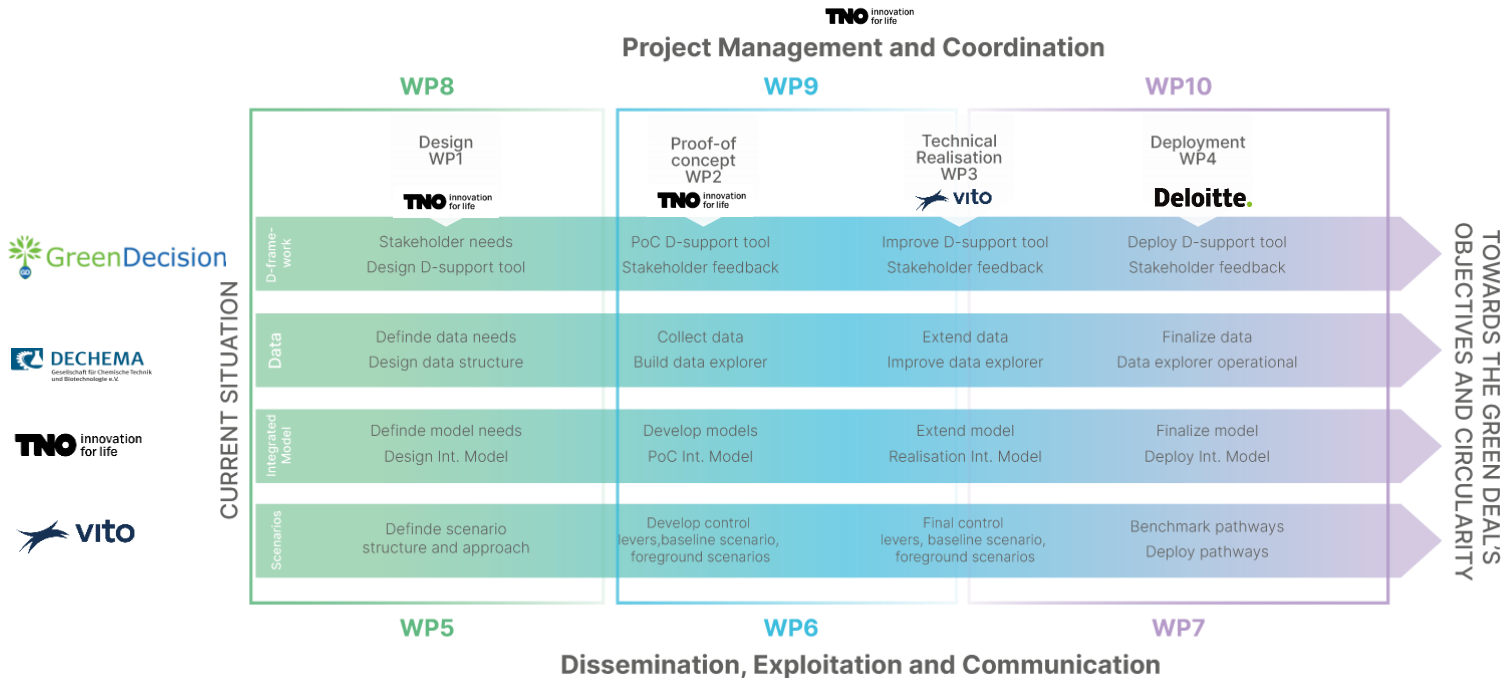 TNO innovation
for life
Project Management and Coordination
WP8
WP9
WP10
Design
WP1
TNO innovation
for life
Proof-of
concept
WP2
TNO innovation
for life
Technical
Realisation
WP3
vito
Deployment
WP4
Deloitte.
GD
GreenDecision
DECHEMA
Gesellschaft für Chemische Technik
und Biotechnologie e.V.
TNO innovation
for life
vito
CURRENT SITUATION
D-frame-
work
Stakeholder needs
Design D-support tool
PoC D-support tool
Stakeholder feedback
Improve D-support tool
Stakeholder feedback
Deploy D-support tool
Stakeholder feedback
Data
Definde data needs
Design data structure
Collect data
Build data explorer
Extend data
Improve data explorer
Finalize data
Data explorer operational
Integrated
Model
Definde model needs
Design Int. Model
Develop models
PoC Int. Model
Extend model
Realisation Int. Model
Finalize model
Deploy Int. Model
Scenarios
Definde scenario
structure and approach
Develop control
levers,baseline scenario,
foreground scenarios
Final control
levers, baseline scenario,
foreground scenarios
Benchmark pathways
Deploy pathways
TOWARDS THE GREEN DEAL'S
OBJECTIVES AND CIRCULARITY
WP5
WP6
WP7
Dissemination, Exploitation and Communication